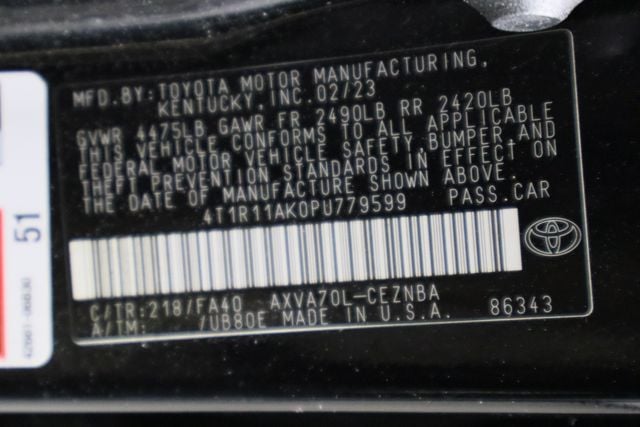 MFD.BY:TOYOTA MOTOR MANUFACTURING,
KENTUCKY,INC.02/23
GVWR 4475LB GAWR FR 2490LB RR 2420LB
THIS VEHICLE CONFORMS TO ALL APPLICABLE
FEDERAL MOTOR VEHICLE SAFETY,BUMPER,AND
THEFT PREVENTION STANDARDS IN EFFECT ON
THE DATE OF MANUFACTURE SHOWN ABOVE.
4T1R11AK0PU779599 PASS.CAR
C/TR:218/FA40 AXVA70L-CEZNBA
A/TM: /UB80E MADE IN U.S.A. 86343
51